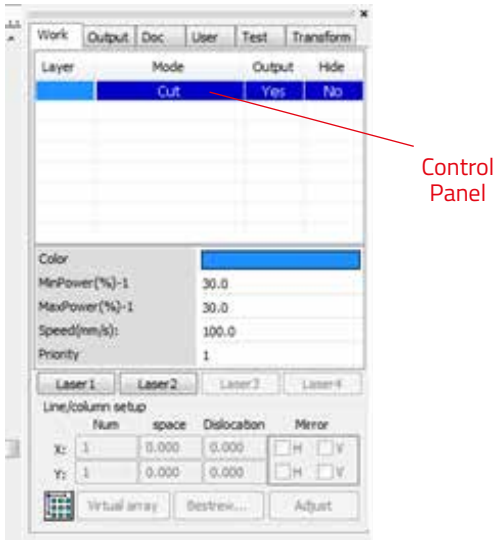 Work Output Doc User Test Transform
Layer Mode Output Hide
Cut Yes No
Control
Panel
Color
MinPower(%)-1 30.0
MaxPower(%)-1 30.0
Speed(mm/s): 100.0
Priority 1
Laser1 Laser2 Laser3 Laser4
Line/column setup
Num space Dislocation Mirror
X: 1 0.000 0.000 H V
Y: 1 0.000 0.000 H V
Virtual array Bestrew... Adjust